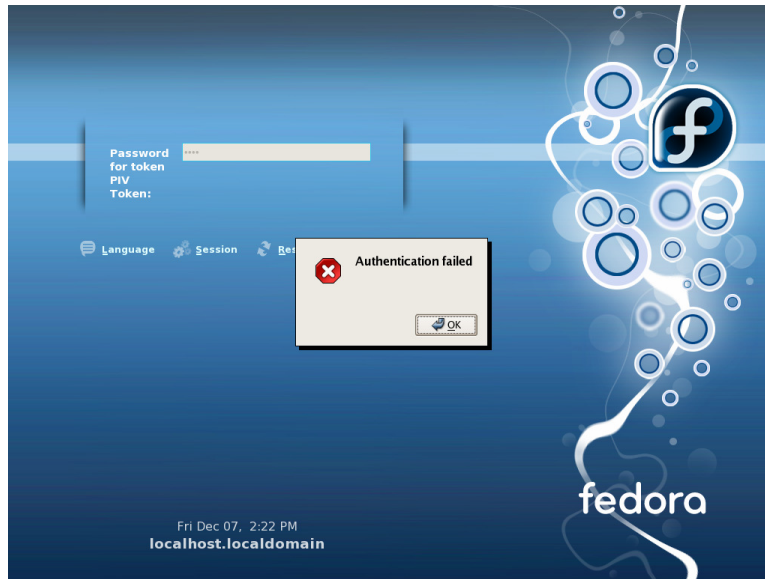 Password
for token
PIV
Token:
Language Session Res
Authentication failed
OK
fedora
Fri Dec 07, 2:22 PM
localhost.localdomain